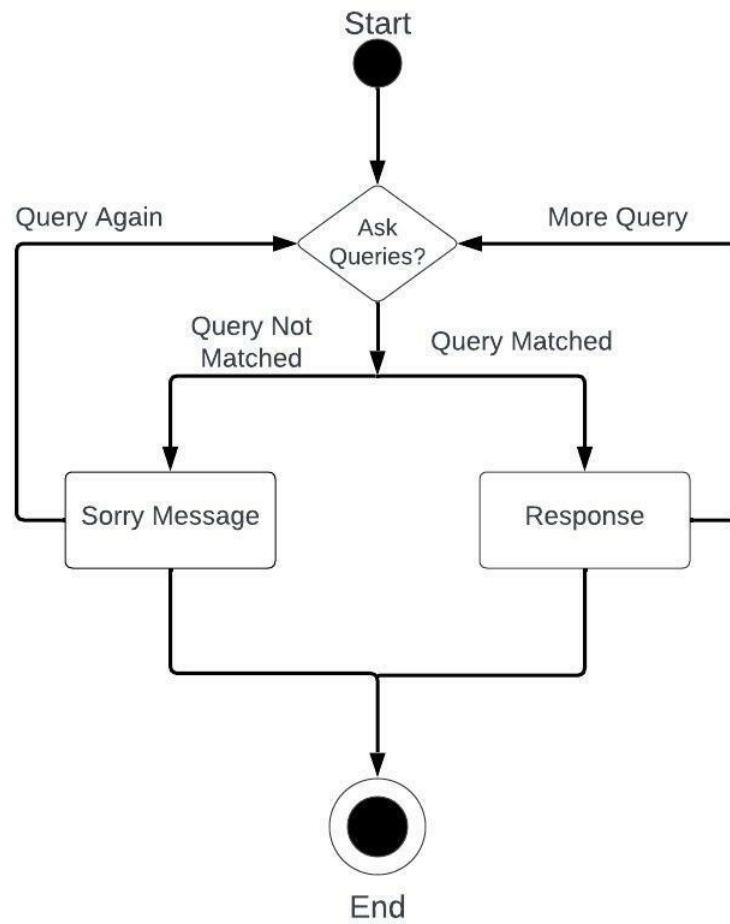 Start
Query Again
More Query
Ask
Queries?
Query Not
Matched
Query Matched
Sorry Message
Response
End